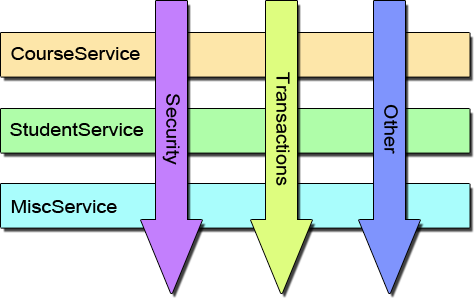 CourseService
StudentService
MiscService
Security
Transactions
Other